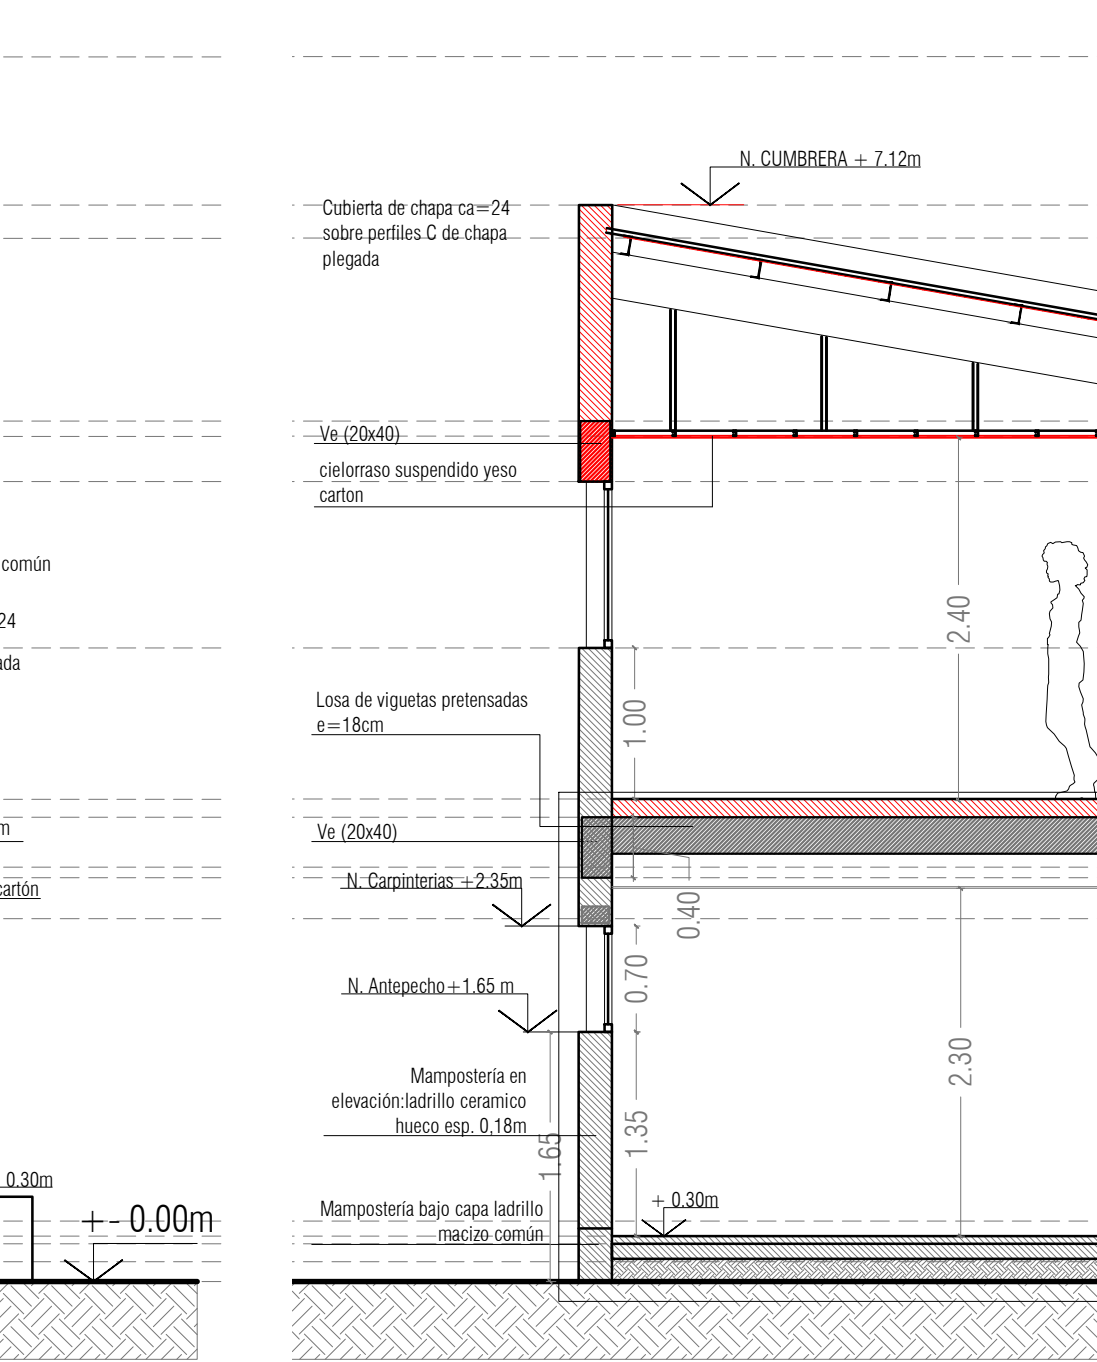 N. CUMBRERA + 7.12m
Cubierta de chapa ca=24
sobre perfiles C de chapa
plegada
Ve (20x40)
cielorraso suspendido yeso
carton
común
24
2.40
Losa de viguetas pretensadas
e=18cm
1.00
Ve (20x40)
m
N. Carpinterias +2.35m
cartón
0.40
0.70
N. Antepecho+1.65 m
2.30
Mampostería en
elevación:ladrillo ceramico
hueco esp. 0,18m
1.65
1.35
0.30m
+- 0.00m
+ 0.30m
Mampostería bajo capa ladrillo
macizo común